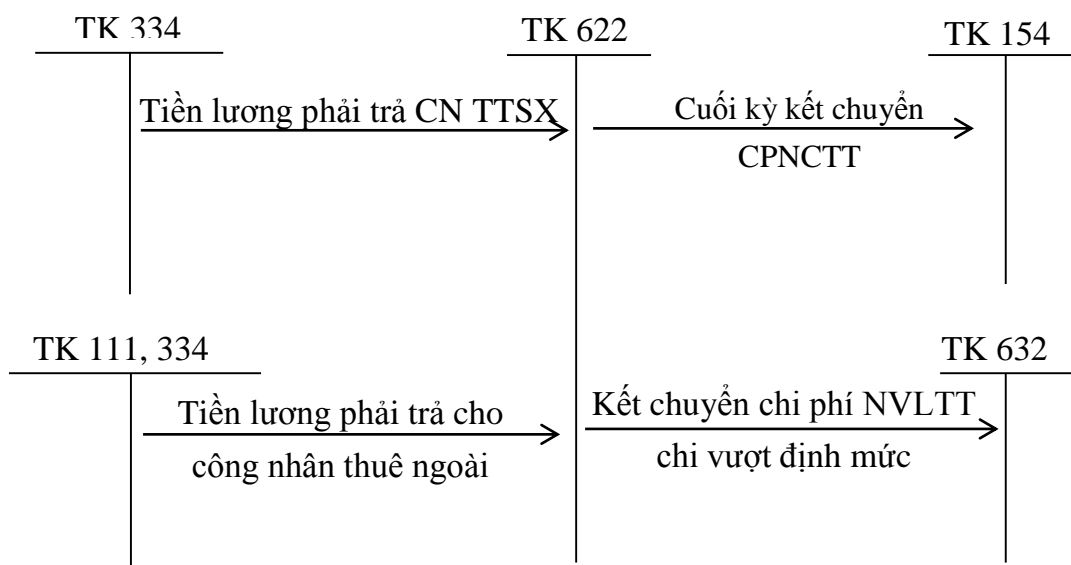 TK 334
TK 622
TK 154
Tiền lương phải trả CN TTSX
Cuối kỳ kết chuyển
CPNCTT
TK 111, 334
TK 632
Tiền lương phải trả cho
công nhân thuê ngoài
Kết chuyển chi phí NVLTT
chi vượt định mức